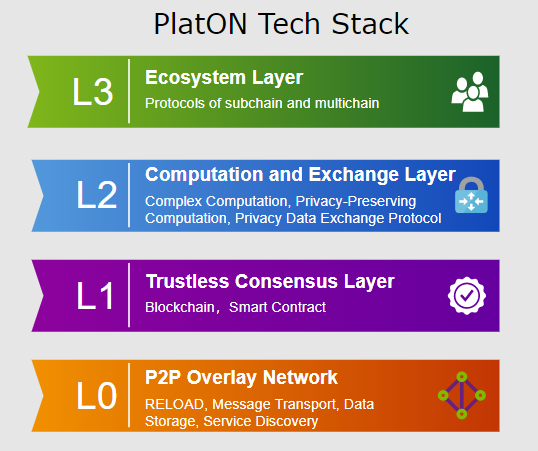 PlatON Tech Stack
L3
Ecosystem Layer
Protocols of subchain and multichain
L2
Computation and Exchange Layer
Complex Computation, Privacy-Preserving
Computation, Privacy Data Exchange Protocol
L1
Trustless Consensus Layer
Blockchain，Smart Contract
L0
P2P Overlay Network
RELOAD, Message Transport, Data
Storage, Service Discovery